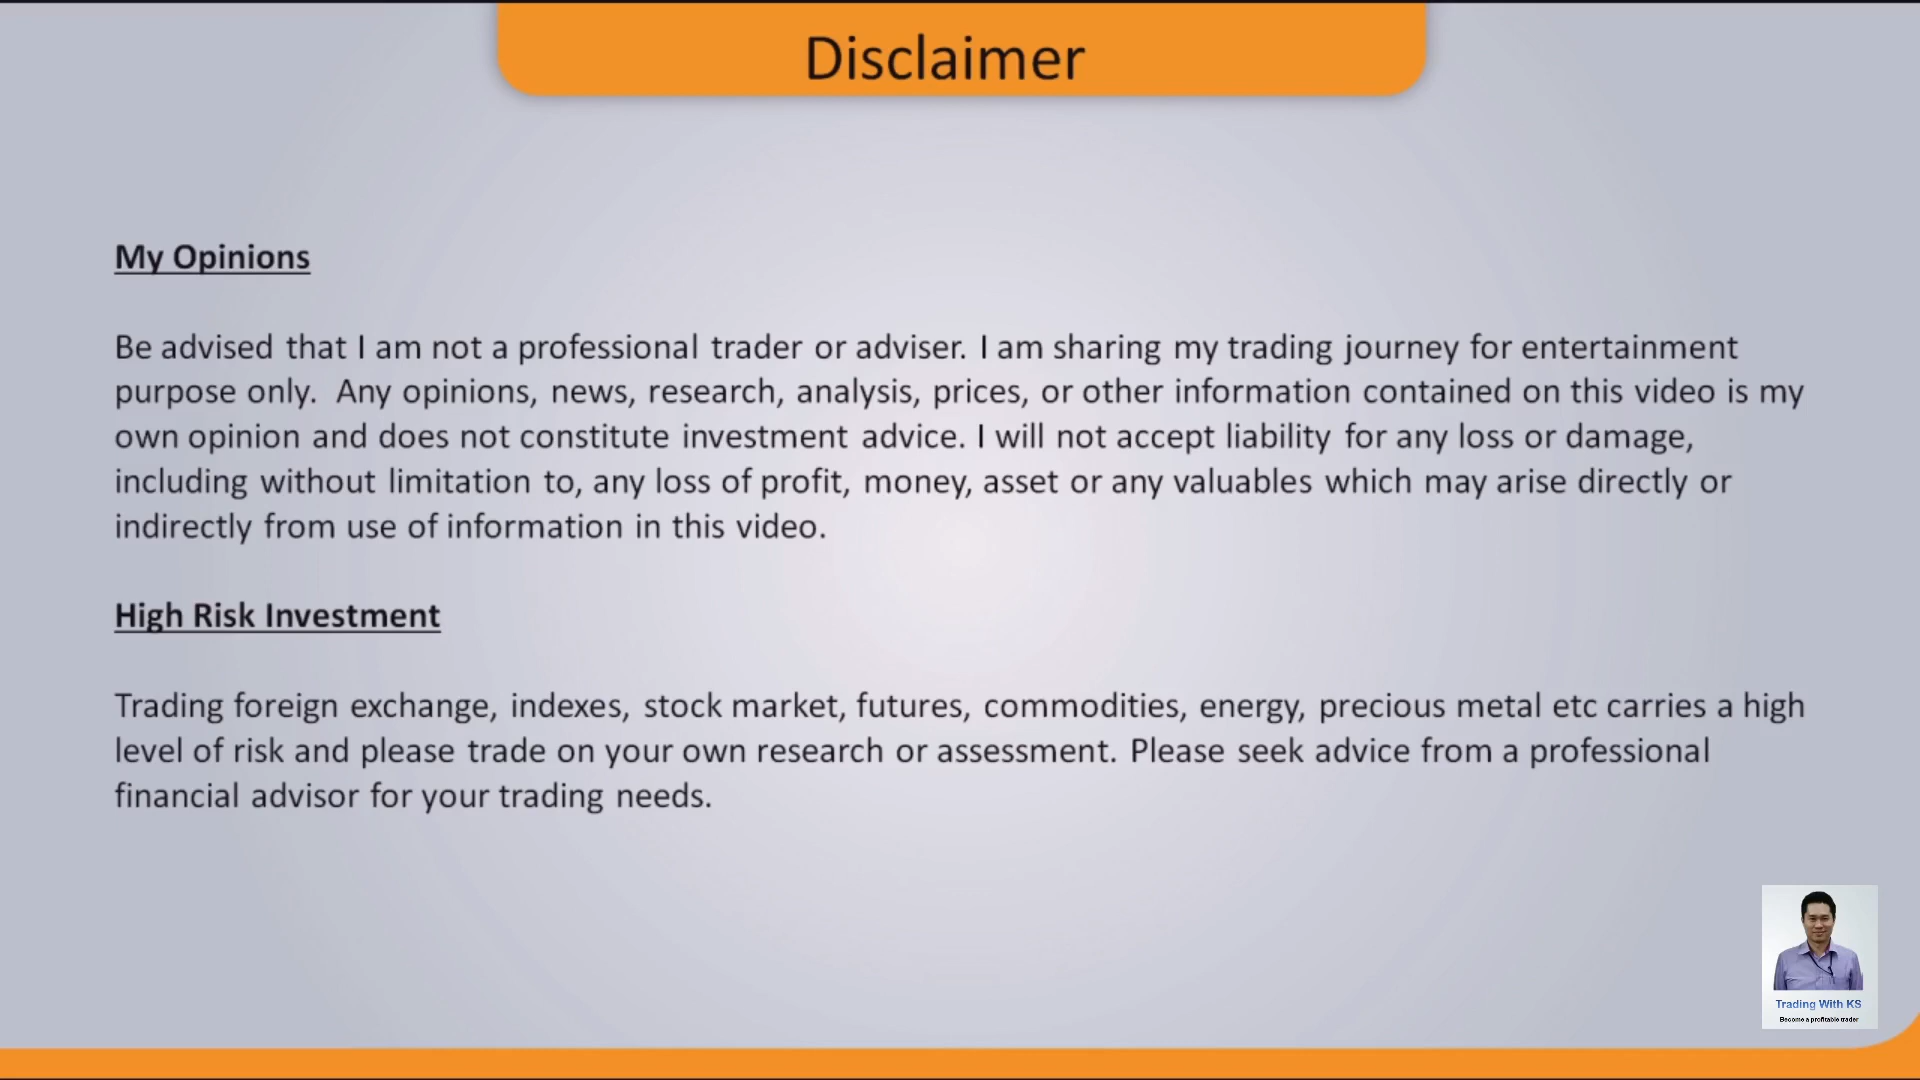 Disclaimer
My Opinions
Be advised that I am not a professional trader or adviser. I am sharing my trading journey for entertainment
purpose only.  Any opinions, news, research, analysis, prices, or other information contained on this video is my
own opinion and does not constitute investment advice. I will not accept liability for any loss or damage,
including without limitation to, any loss of profit, money, asset or any valuables which may arise directly or
indirectly from use of information in this video.
High Risk Investment
Trading foreign exchange, indexes, stock market, futures, commodities, energy, precious metal etc carries a high
level of risk and please trade on your own research or assessment. Please seek advice from a professional
financial advisor for your trading needs.
Trading With KS
Become a profitable trader